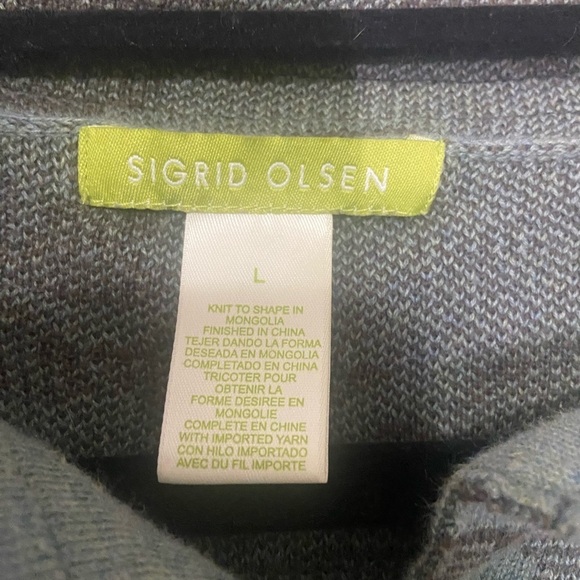 SIGRID OLSEN
L
KNIT TO SHAPE IN
MONGOLIA
FINISHED IN CHINA
TEJER DANDO LA FORMA
DESEADA EN MONGOLIA
COMPLETADO EN CHINA
TRICOTER POUR
OBTENIR LA
FORME DESIREE EN
MONGOLIE
COMPLETE EN CHINE
WITH IMPORTED YARN
CON HILO IMPORTADO
AVEC DU FIL IMPORTE